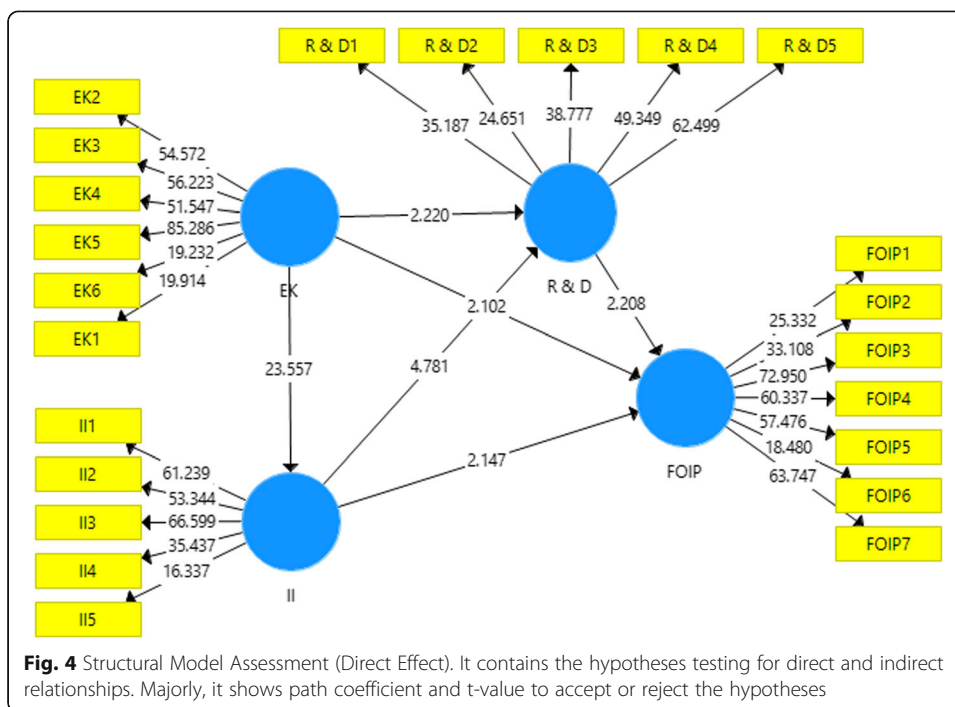 R & D1 R & D2 R & D3 R & D4 R & D5
35.187 24.651 38.777 49.349 62.499
EK2
EK3
EK4
EK5
EK6
EK1
54.572
56.223
51.547
85.286
19.232
19.914
EK
2.220
R & D
2.102
2.208
23.557
4.781
2.147
FOIP1
FOIP2
FOIP3
FOIP4
FOIP5
FOIP6
FOIP7
25.332
33.108
72.950
60.337
57.476
18.480
63.747
FOIP
II1
II2
II3
II4
II5
61.239
53.344
66.599
35.437
16.337
II
Fig. 4 Structural Model Assessment (Direct Effect). It contains the hypotheses testing for direct and indirect
relationships. Majorly, it shows path coefficient and t-value to accept or reject the hypotheses